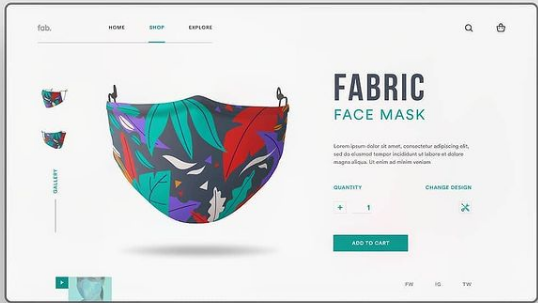 fab.
HOME
SHOP
EXPLORE
FABRIC
FACE MASK
Lorem ipsum dolor sit amet, consectetur adipiscing elit,
sed do eiusmod tempor incididunt ut labore et dolore
magna aliqua. Ut enim ad minim veniam
QUANTITY
CHANGE DESIGN
+
1
ADD TO CART
GALLERY
FW
IG
TW